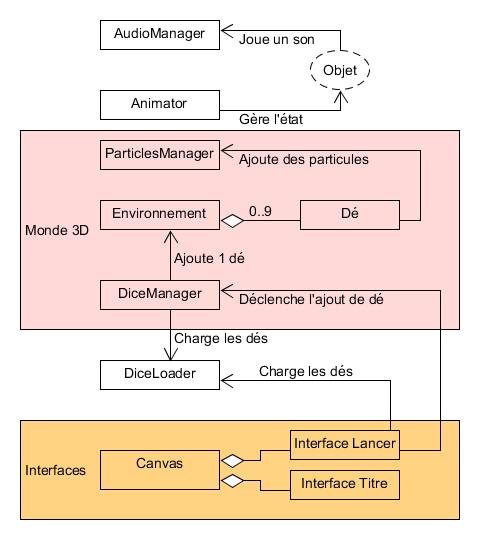 AudioManager
Joue un son
Objet
Animator
Gère l'état
ParticlesManager
Ajoute des particules
Environnement
0..9
Dé
Monde 3D
Ajoute 1 dé
DiceManager
Déclenche l'ajout de dé
Charge les dés
DiceLoader
Charge les dés
Interface Lancer
Interfaces
Canvas
Interface Titre